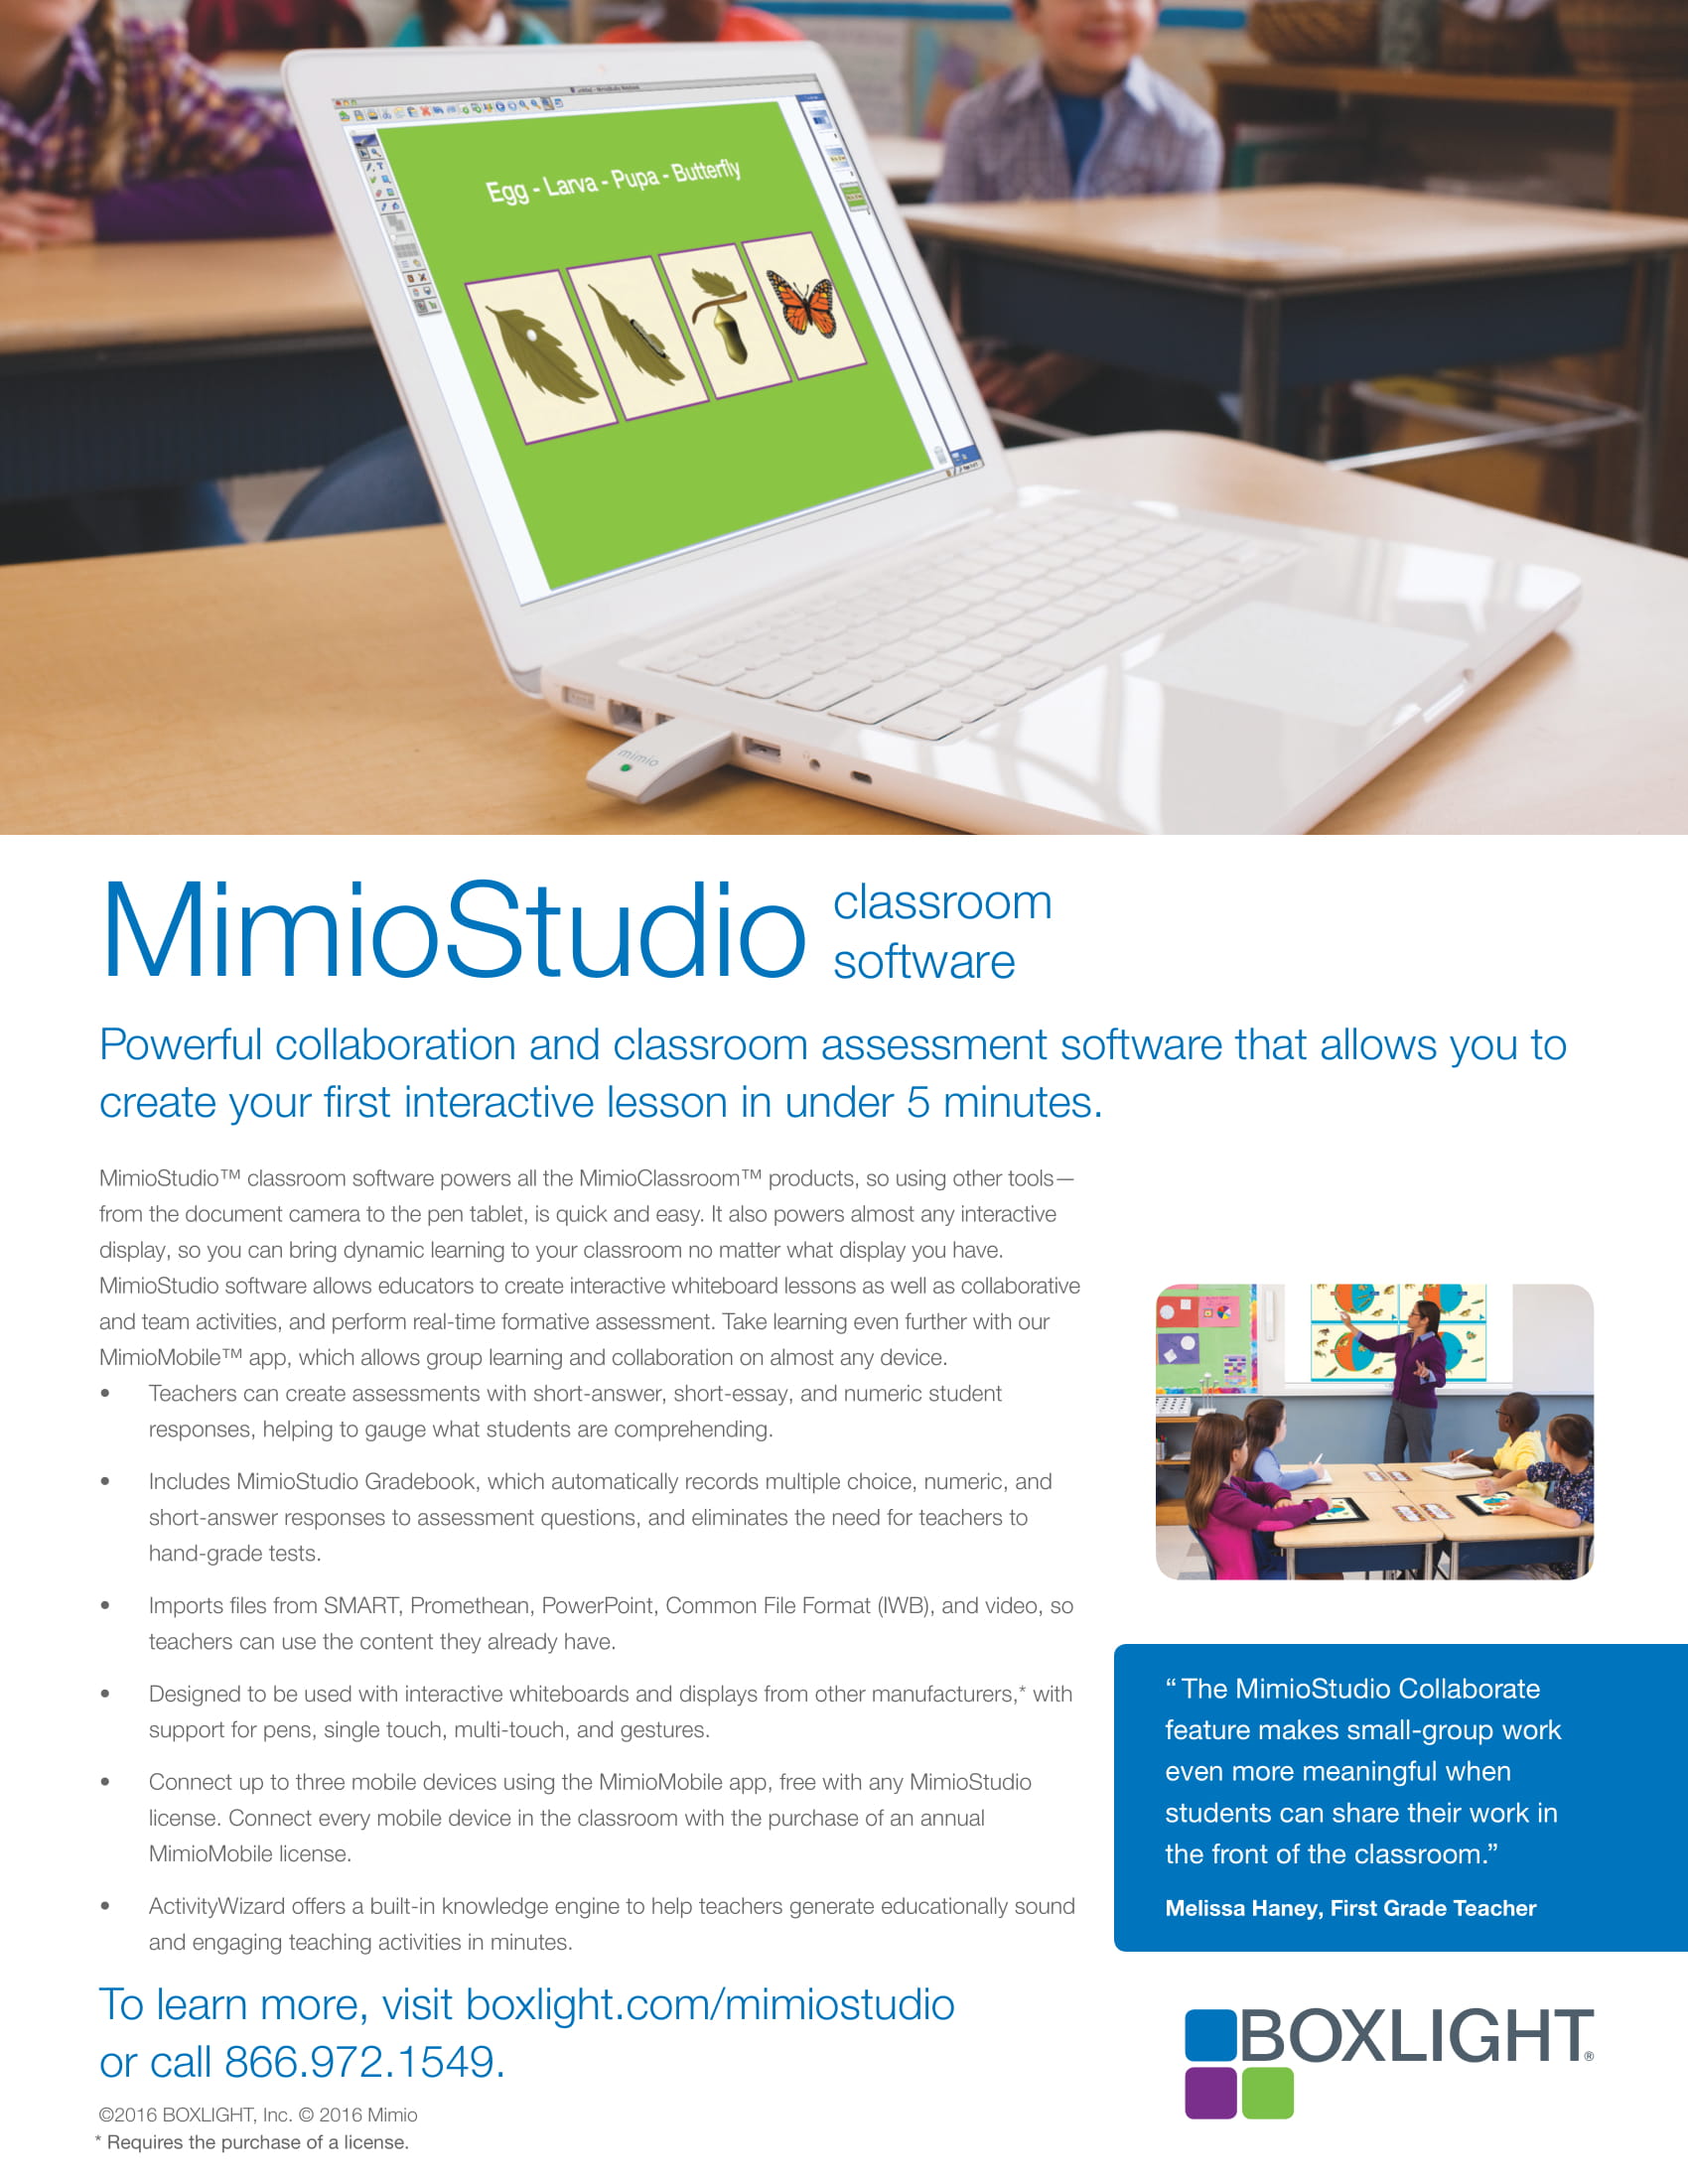 Egg - Larva - Pupa - Butterfly
mimio
MimioStudio
classroom
software
Powerful collaboration and classroom assessment software that allows you to
create your first interactive lesson in under 5 minutes.
MimioStudio™ classroom software powers all the MimioClassroom™ products, so using other tools—
from the document camera to the pen tablet, is quick and easy. It also powers almost any interactive
display, so you can bring dynamic learning to your classroom no matter what display you have.
MimioStudio software allows educators to create interactive whiteboard lessons as well as collaborative
and team activities, and perform real-time formative assessment. Take learning even further with our
MimioMobile™ app, which allows group learning and collaboration on almost any device.
• Teachers can create assessments with short-answer, short-essay, and numeric student
responses, helping to gauge what students are comprehending.
• Includes MimioStudio Gradebook, which automatically records multiple choice, numeric, and
short-answer responses to assessment questions, and eliminates the need for teachers to
hand-grade tests.
• Imports files from SMART, Promethean, PowerPoint, Common File Format (IWB), and video, so
teachers can use the content they already have.
• Designed to be used with interactive whiteboards and displays from other manufacturers,* with
support for pens, single touch, multi-touch, and gestures.
• Connect up to three mobile devices using the MimioMobile app, free with any MimioStudio
license. Connect every mobile device in the classroom with the purchase of an annual
MimioMobile license.
• ActivityWizard offers a built-in knowledge engine to help teachers generate educationally sound
and engaging teaching activities in minutes.
“ The MimioStudio Collaborate
feature makes small-group work
even more meaningful when
students can share their work in
the front of the classroom.”
Melissa Haney, First Grade Teacher
To learn more, visit boxlight.com/mimiostudio
or call 866.972.1549.
BOXLIGHT®
©2016 BOXLIGHT, Inc. © 2016 Mimio
* Requires the purchase of a license.